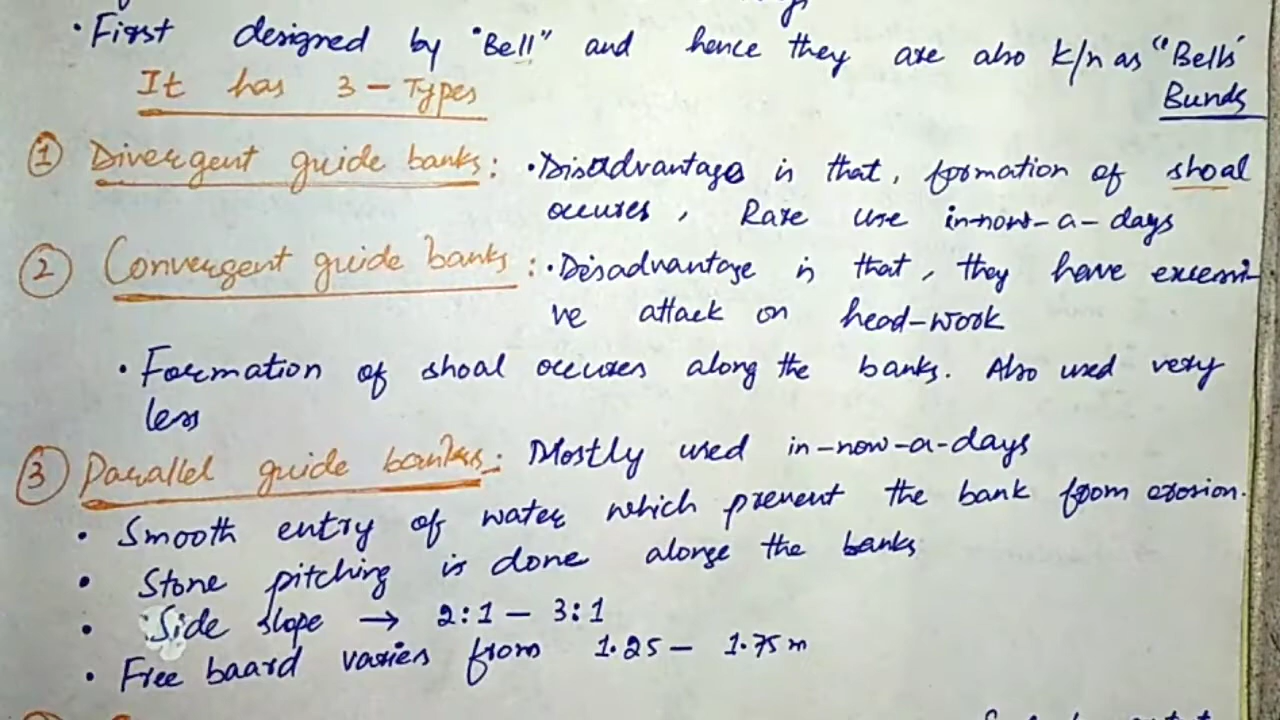 • First designed by "Bell" and hence they are also k/n as "Bell's"
It has 3 - Types
Bunds
① Divergent guide banks : • Disadvantage is that, formation of shoal
occures, Rare use in-now-a-days
② Convergent guide banks : • Disadvantage is that, they have excessi-
ve attack on head-work
• Formation of shoal occures along the banks. Also used very
less
③ Parallel guide banks. Mostly used in-now-a-days
• Smooth entry of water which prevent the bank from erosion.
• Stone pitching is done alonge the banks
• Side slope → 2:1 - 3:1
• Free baard varies from 1.25 - 1.75 m